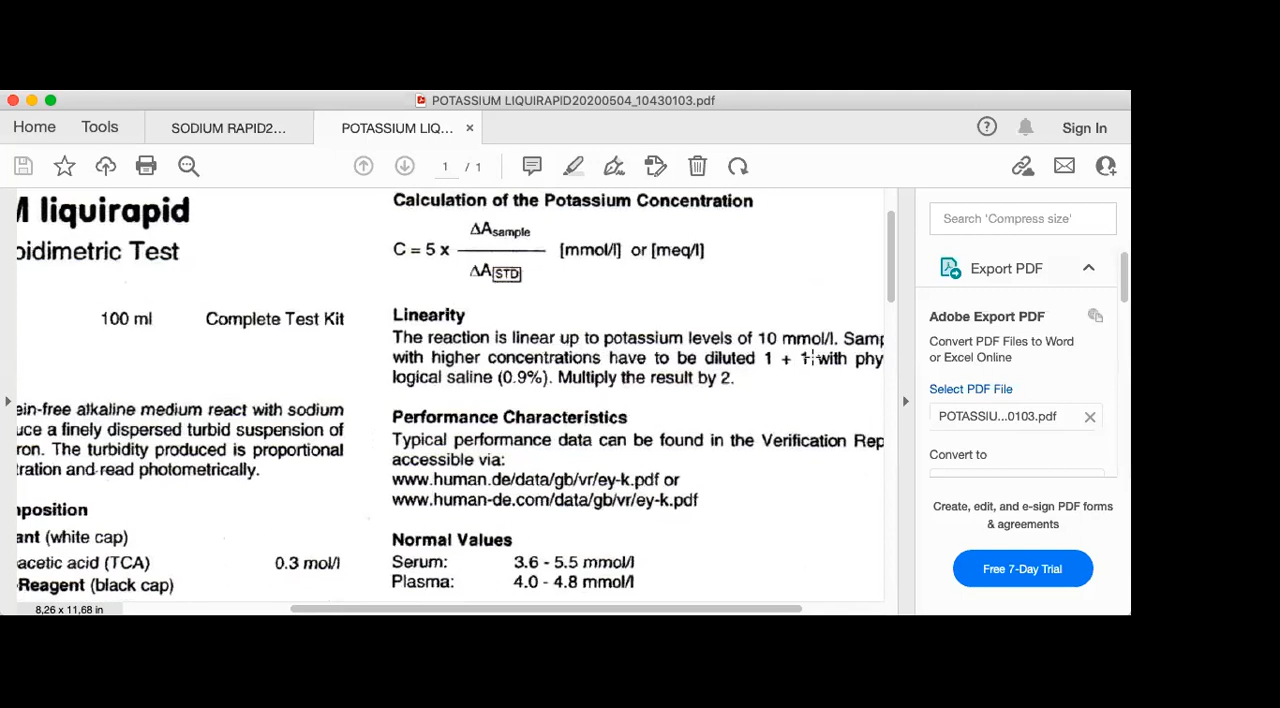 POTASSIUM LIQUIRAPID20200504_10430103.pdf
Home Tools SODIUM RAPID2... POTASSIUM LIQ... × Sign In
1 / 1
liquirapid
oidimetric Test
100 ml Complete Test Kit
ein-free alkaline medium react with sodium
uce a finely dispersed turbid suspension of
ron. The turbidity produced is proportional
tration and read photometrically.
position
ant (white cap)
acetic acid (TCA) 0.3 mol/l
-Reagent (black cap)
8,26 x 11,68 in
Calculation of the Potassium Concentration
ΔAsample
C = 5 x [mmol/l] or [meq/l]
ΔA STD
Linearity
The reaction is linear up to potassium levels of 10 mmol/l. Samp
with higher concentrations have to be diluted 1 + 1 with phy
logical saline (0.9%). Multiply the result by 2.
Performance Characteristics
Typical performance data can be found in the Verification Rep
accessible via:
www.human.de/data/gb/vr/ey-k.pdf or
www.human-de.com/data/gb/vr/ey-k.pdf
Normal Values
Serum: 3.6 - 5.5 mmol/l
Plasma: 4.0 - 4.8 mmol/l
Search 'Compress size'
Export PDF
Adobe Export PDF
Convert PDF Files to Word
or Excel Online
Select PDF File
POTASSIU...0103.pdf
Convert to
Create, edit, and e-sign PDF forms
& agreements
Free 7-Day Trial